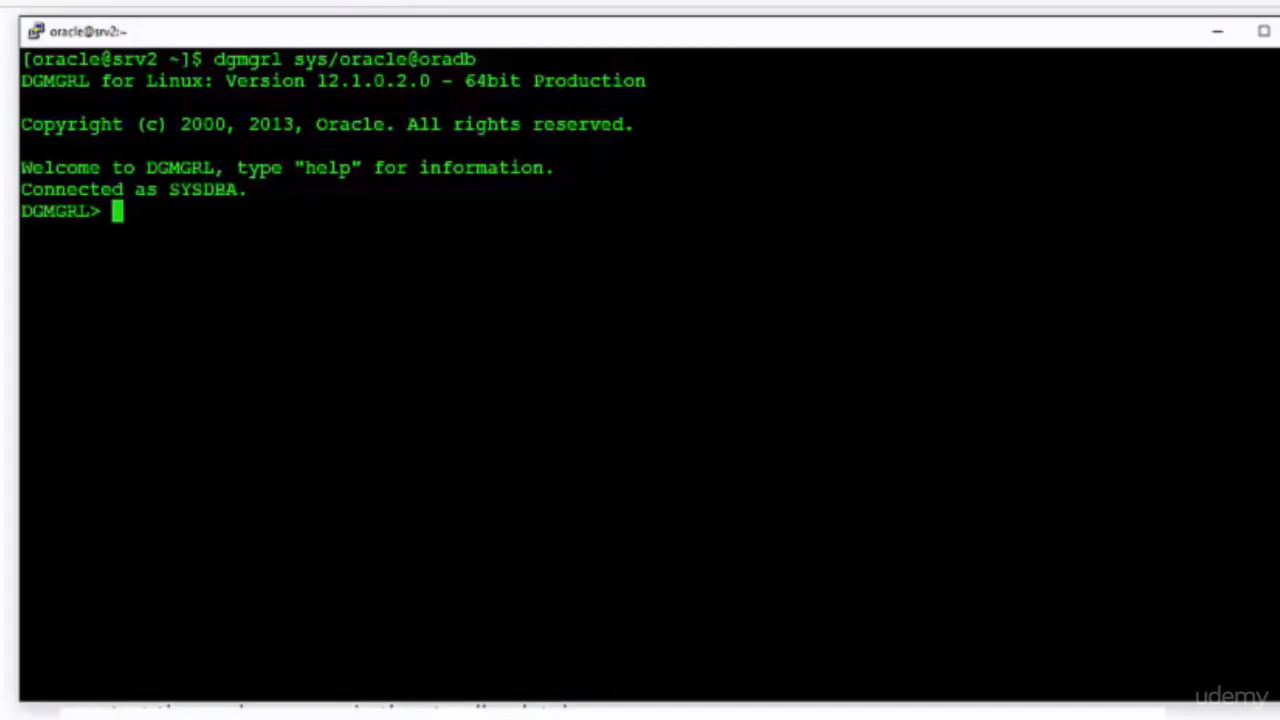 oracle@srv2:~
[oracle@srv2 ~]$ dgmgrl sys/oracle@oradb
DGMGRL for Linux: Version 12.1.0.2.0 - 64bit Production
Copyright (c) 2000, 2013, Oracle. All rights reserved.
Welcome to DGMGRL, type "help" for information.
Connected as SYSDBA.
DGMGRL>
udemy